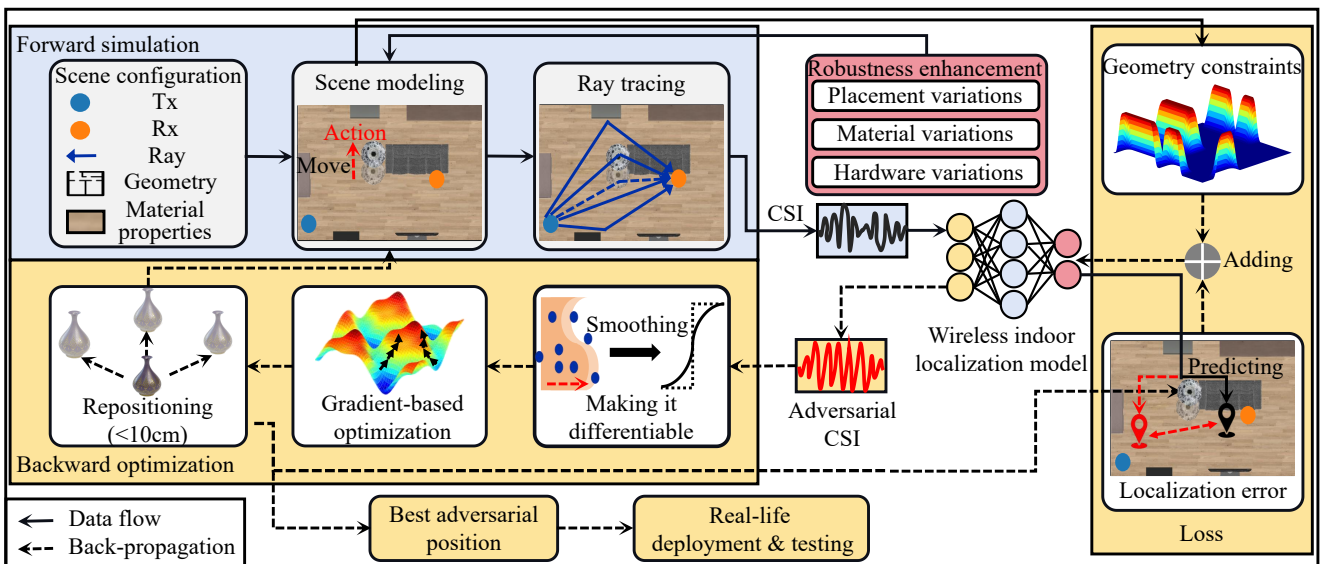 Forward simulation
Scene configuration
Tx
Rx
Ray
Geometry
Material
properties
Scene modeling
Action
Move
Ray tracing
Robustness enhancement
Placement variations
Material variations
Hardware variations
Geometry constraints
CSI
Adding
Wireless indoor
localization model
Predicting
Localization error
Loss
Adversarial
CSI
Smoothing
Making it
differentiable
Gradient-based
optimization
Repositioning
(<10cm)
Backward optimization
Data flow
Back-propagation
Best adversarial
position
Real-life
deployment & testing